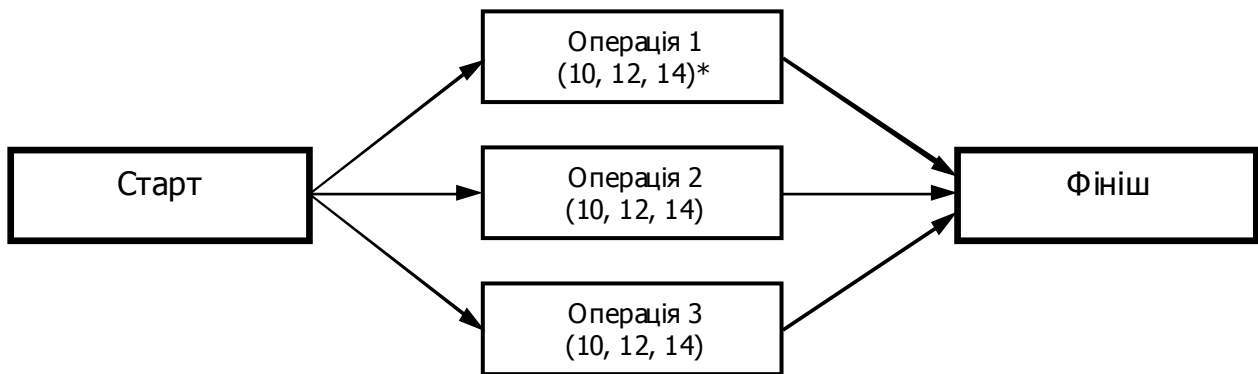 Старт
Операція 1
(10, 12, 14)*
Операція 2
(10, 12, 14)
Операція 3
(10, 12, 14)
Фініш